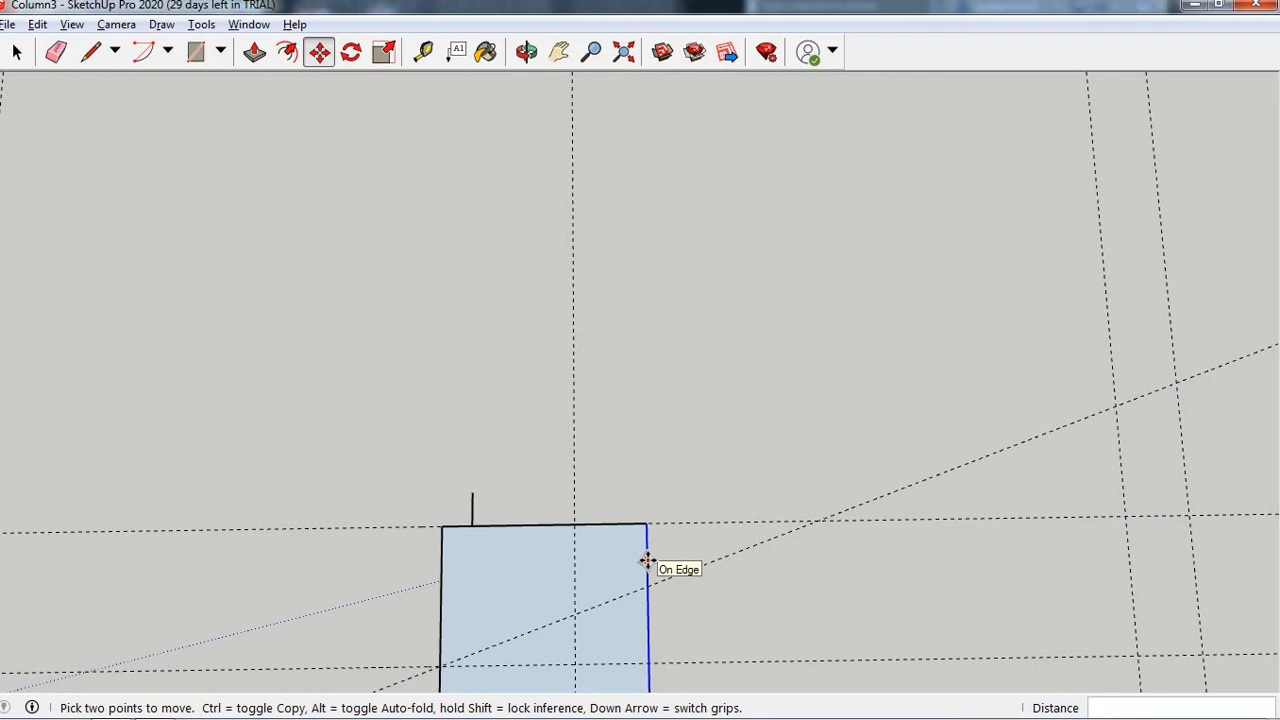 Column3 - SketchUp Pro 2020 (29 days left in TRIAL)
File Edit View Camera Draw Tools Window Help
A1
On Edge
Pick two points to move. Ctrl = toggle Copy, Alt = toggle Auto-fold, hold Shift = lock inference, Down Arrow = switch grips.
Distance